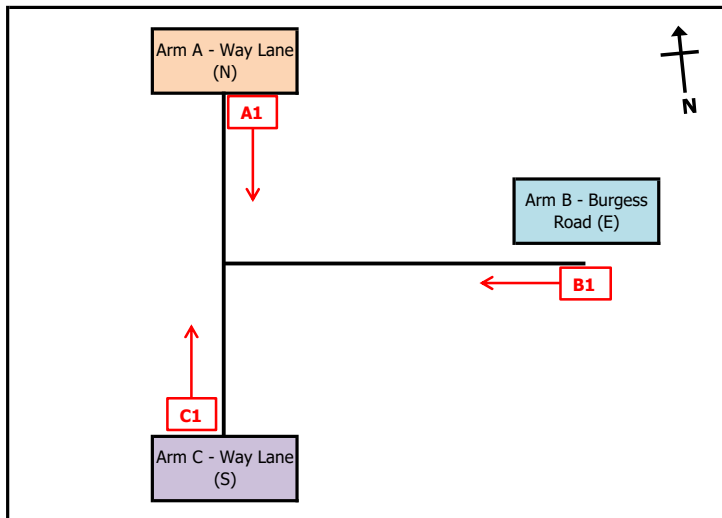 Arm A - Way Lane
(N)
A1
N
Arm B - Burgess
Road (E)
B1
C1
Arm C - Way Lane
(S)